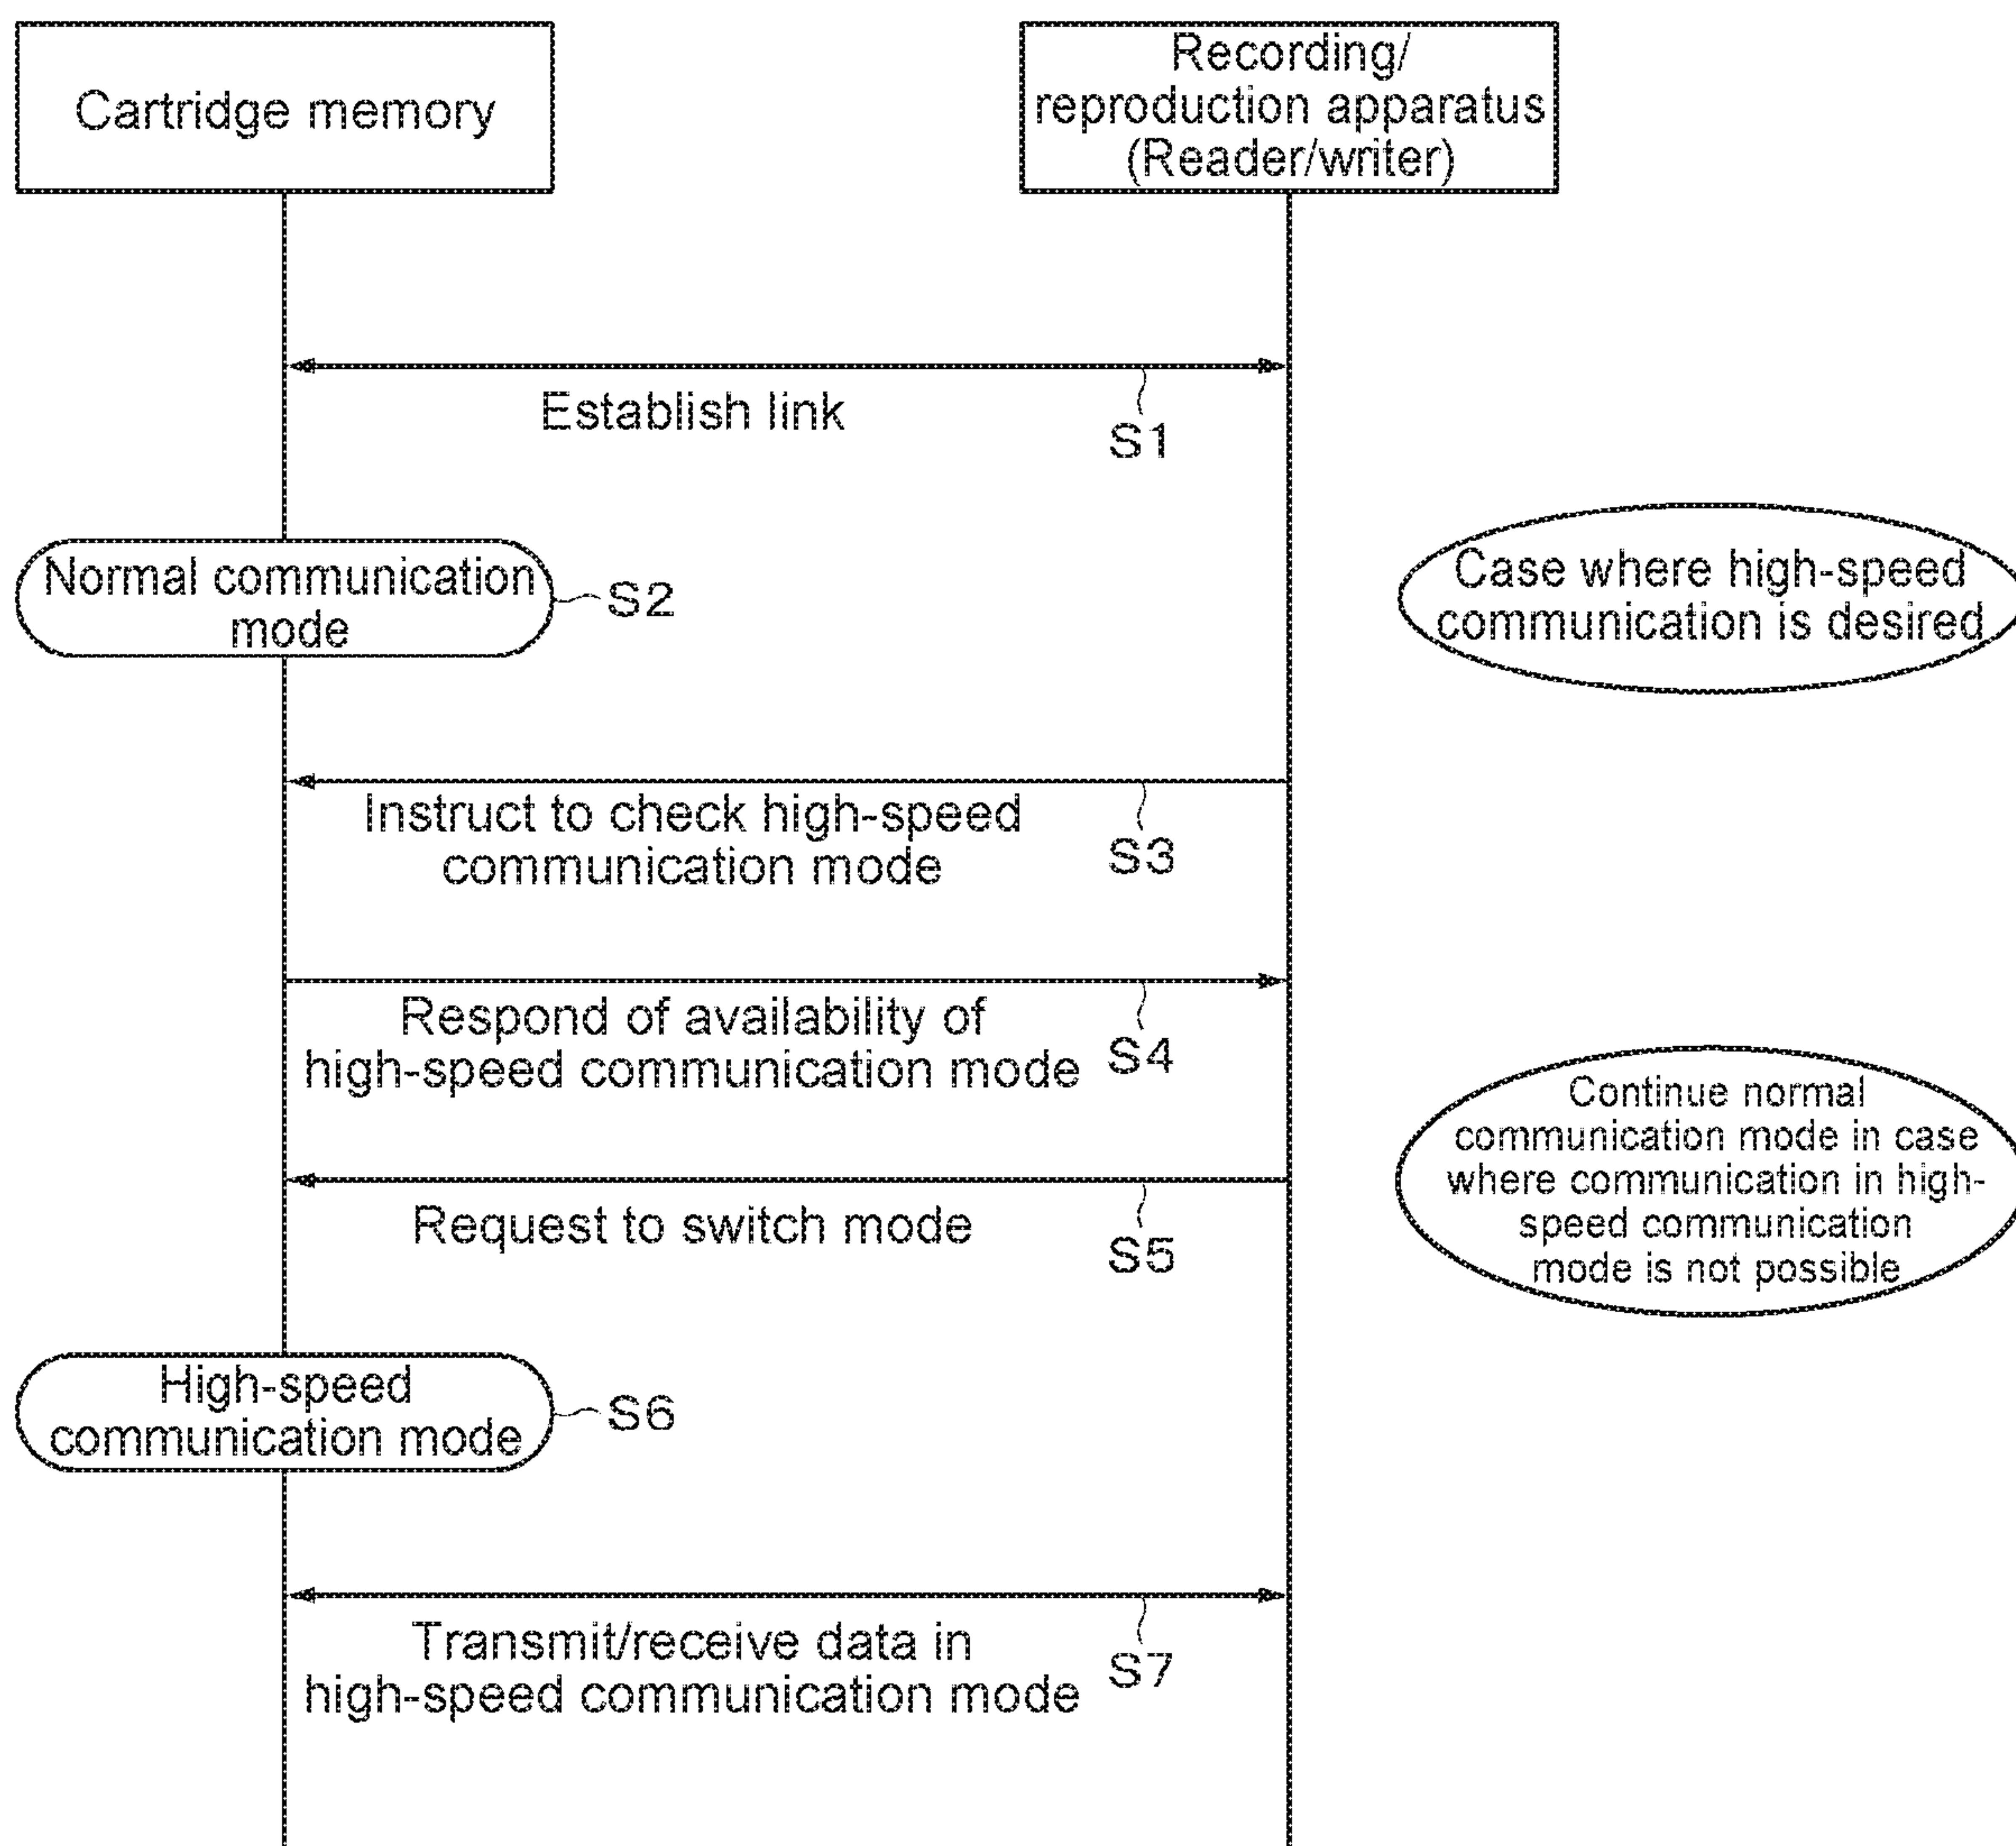 Cartridge memory
Recording/
reproduction apparatus
(Reader/writer)
Establish link
S1
Normal communication
mode
S2
Case where high-speed
communication is desired
Instruct to check high-speed
communication mode
S3
Respond of availability of
high-speed communication mode
S4
Continue normal
communication mode in case
where communication in high-
speed communication
mode is not possible
Request to switch mode
S5
High-speed
communication mode
S6
Transmit/receive data in
high-speed communication mode
S7